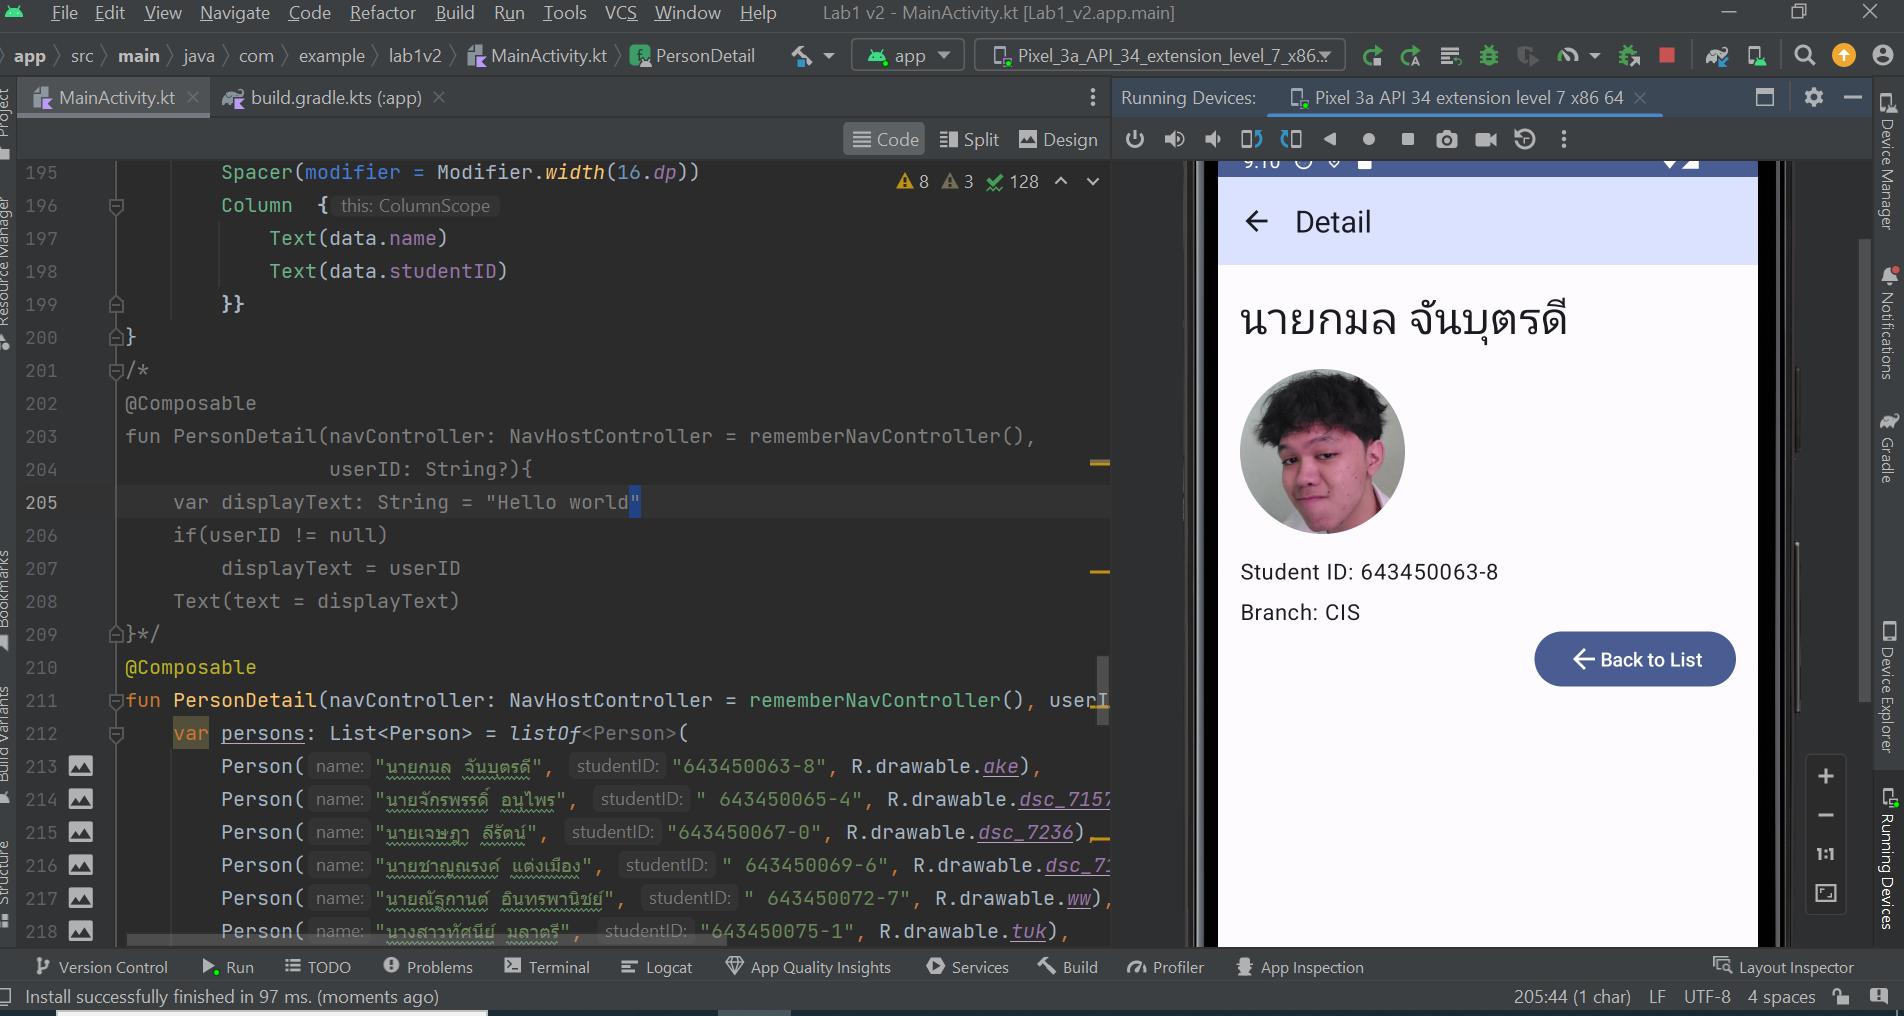 File Edit View Navigate Code Refactor Build Run Tools VCS Window Help Lab1 v2 - MainActivity.kt [Lab1_v2.app.main]
app src main java com example lab1v2 MainActivity.kt PersonDetail app Pixel_3a_API_34_extension_level_7_x86...
MainActivity.kt build.gradle.kts (:app) Running Devices: Pixel 3a API 34 extension level 7 x86 64
Code Split Design
8 3 128
195 Spacer(modifier = Modifier.width(16.dp))
196 Column { this: ColumnScope
197 Text(data.name)
198 Text(data.studentID)
199 }}
200 }
201 /*
202 @Composable
203 fun PersonDetail(navController: NavHostController = rememberNavController(),
204 userID: String?){
205 var displayText: String = "Hello world"
206 if(userID != null)
207 displayText = userID
208 Text(text = displayText)
209 }*/
210 @Composable
211 fun PersonDetail(navController: NavHostController = rememberNavController(), userI
212 var persons: List<Person> = listOf<Person>(
213 Person( name: "นายกมล จันบุตรดี", studentID: "643450063-8", R.drawable.ake),
214 Person( name: "นายจักรพรรดิ์ อนุไพร", studentID: " 643450065-4", R.drawable.dsc_7157
215 Person( name: "นายเจษฎา ลีรัตน์", studentID: "643450067-0", R.drawable.dsc_7236),
216 Person( name: "นายชาญณรงค์ แต่งเมือง", studentID: " 643450069-6", R.drawable.dsc_71
217 Person( name: "นายณัฐกานต์ อินทรพานิชย์", studentID: " 643450072-7", R.drawable.ww),
218 Person( name: "นางสาวทัศนีย์ มลาตรี", studentID: "643450075-1", R.drawable.tuk),
9:10
Detail
นายกมล จันบุตรดี
Student ID: 643450063-8
Branch: CIS
Back to List
1:1
Project
Resource Manager
Bookmarks
Build Variants
Structure
Device Manager
Notifications
Gradle
Device Explorer
Running Devices
Version Control Run TODO Problems Terminal Logcat App Quality Insights Services Build Profiler App Inspection Layout Inspector
Install successfully finished in 97 ms. (moments ago) 205:44 (1 char) LF UTF-8 4 spaces